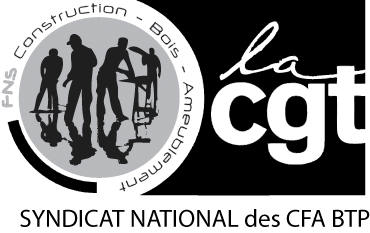 FNS Construction - Bois - Ameublement
la
cgt
SYNDICAT NATIONAL des CFA BTP